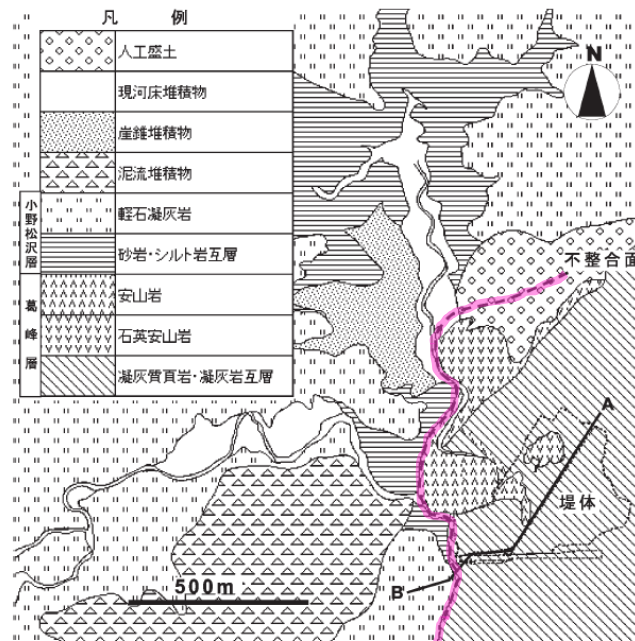 凡 例
人工盛土
現河床堆積物
崖錐堆積物
泥流堆積物
小野松沢層
軽石凝灰岩
砂岩・シルト岩互層
葛峰層
安山岩
石英安山岩
凝灰質頁岩・凝灰岩互層
N
不整合面
A
堤体
B
500m